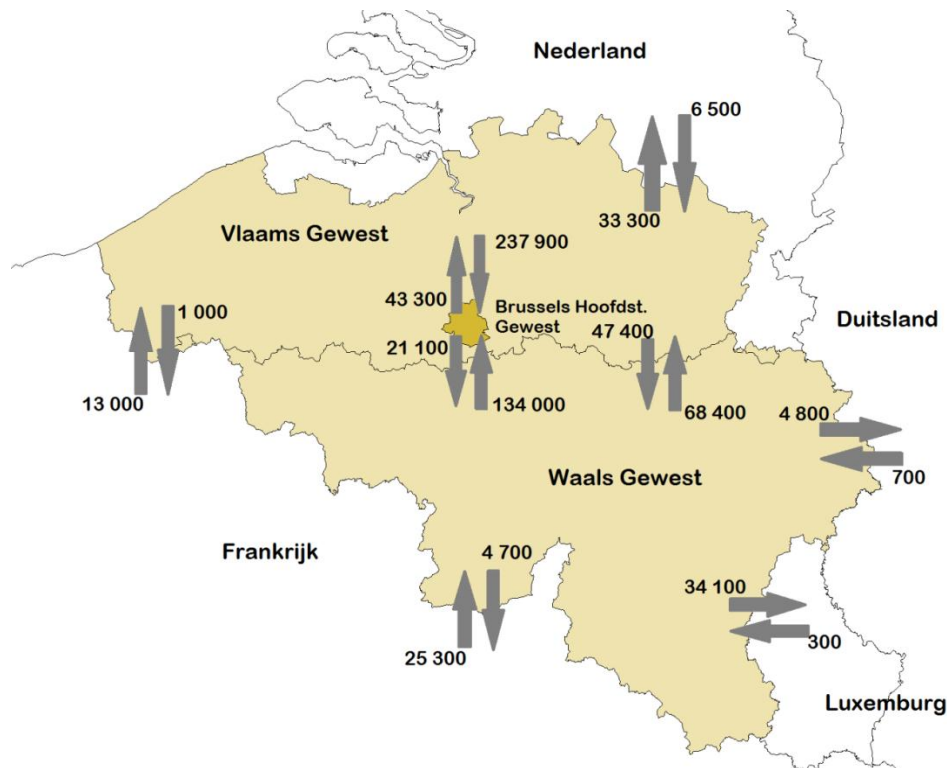 Nederland
6 500
33 300
Vlaams Gewest
237 900
43 300
Brussels Hoofdst.
Gewest
1 000
21 100
47 400
Duitsland
13 000
134 000
68 400
4 800
Waals Gewest
700
Frankrijk
4 700
34 100
25 300
300
Luxemburg